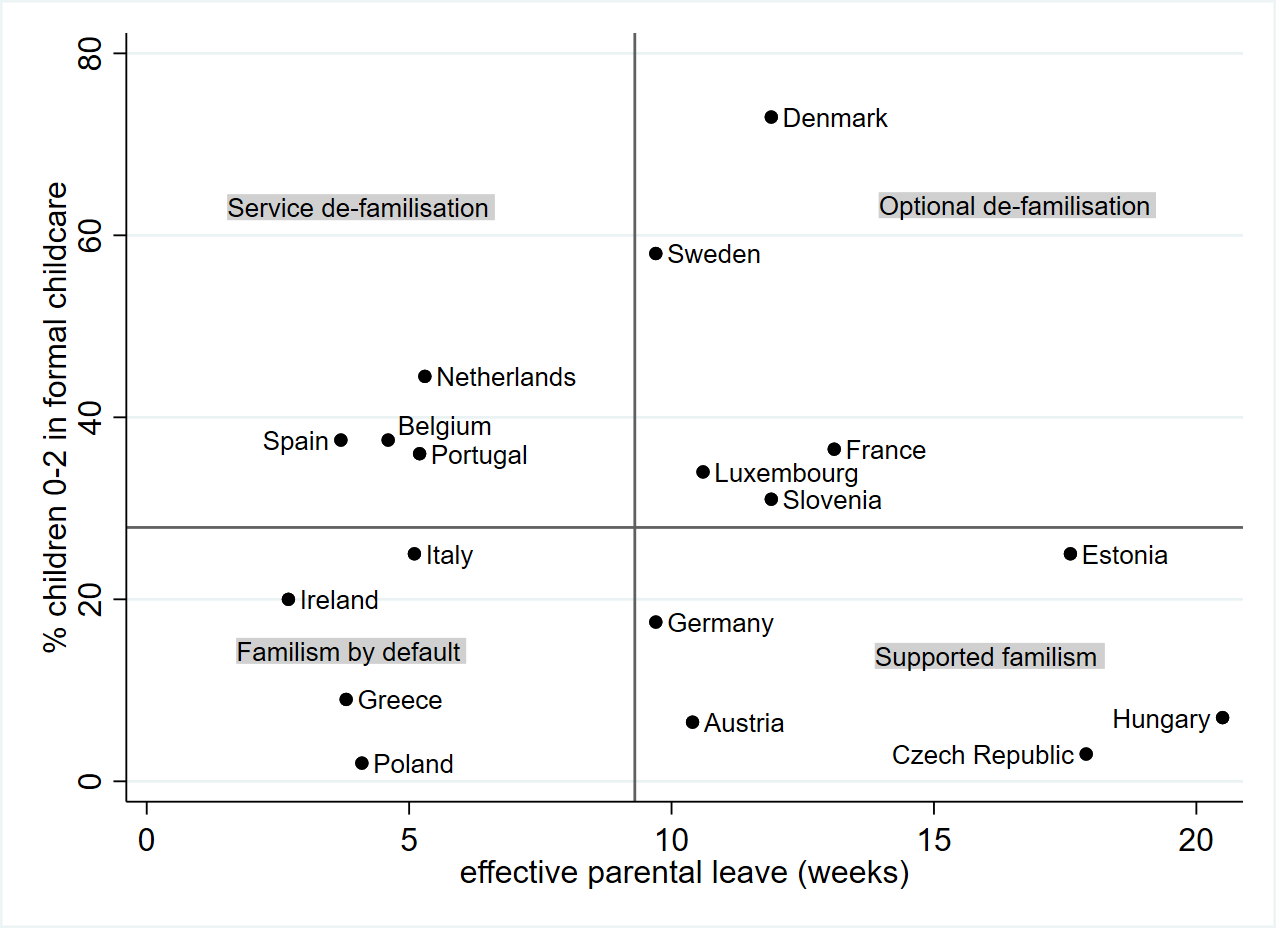 80
Denmark
Service de-familisation
Optional de-familisation
60
Sweden
Netherlands
40
Belgium
Spain
Portugal
France
Luxembourg
Slovenia
Italy
Estonia
20
Ireland
Germany
Familism by default
Supported familism
Greece
Austria
Hungary
Czech Republic
Poland
0
% children 0-2 in formal childcare
0 5 10 15 20
effective parental leave (weeks)